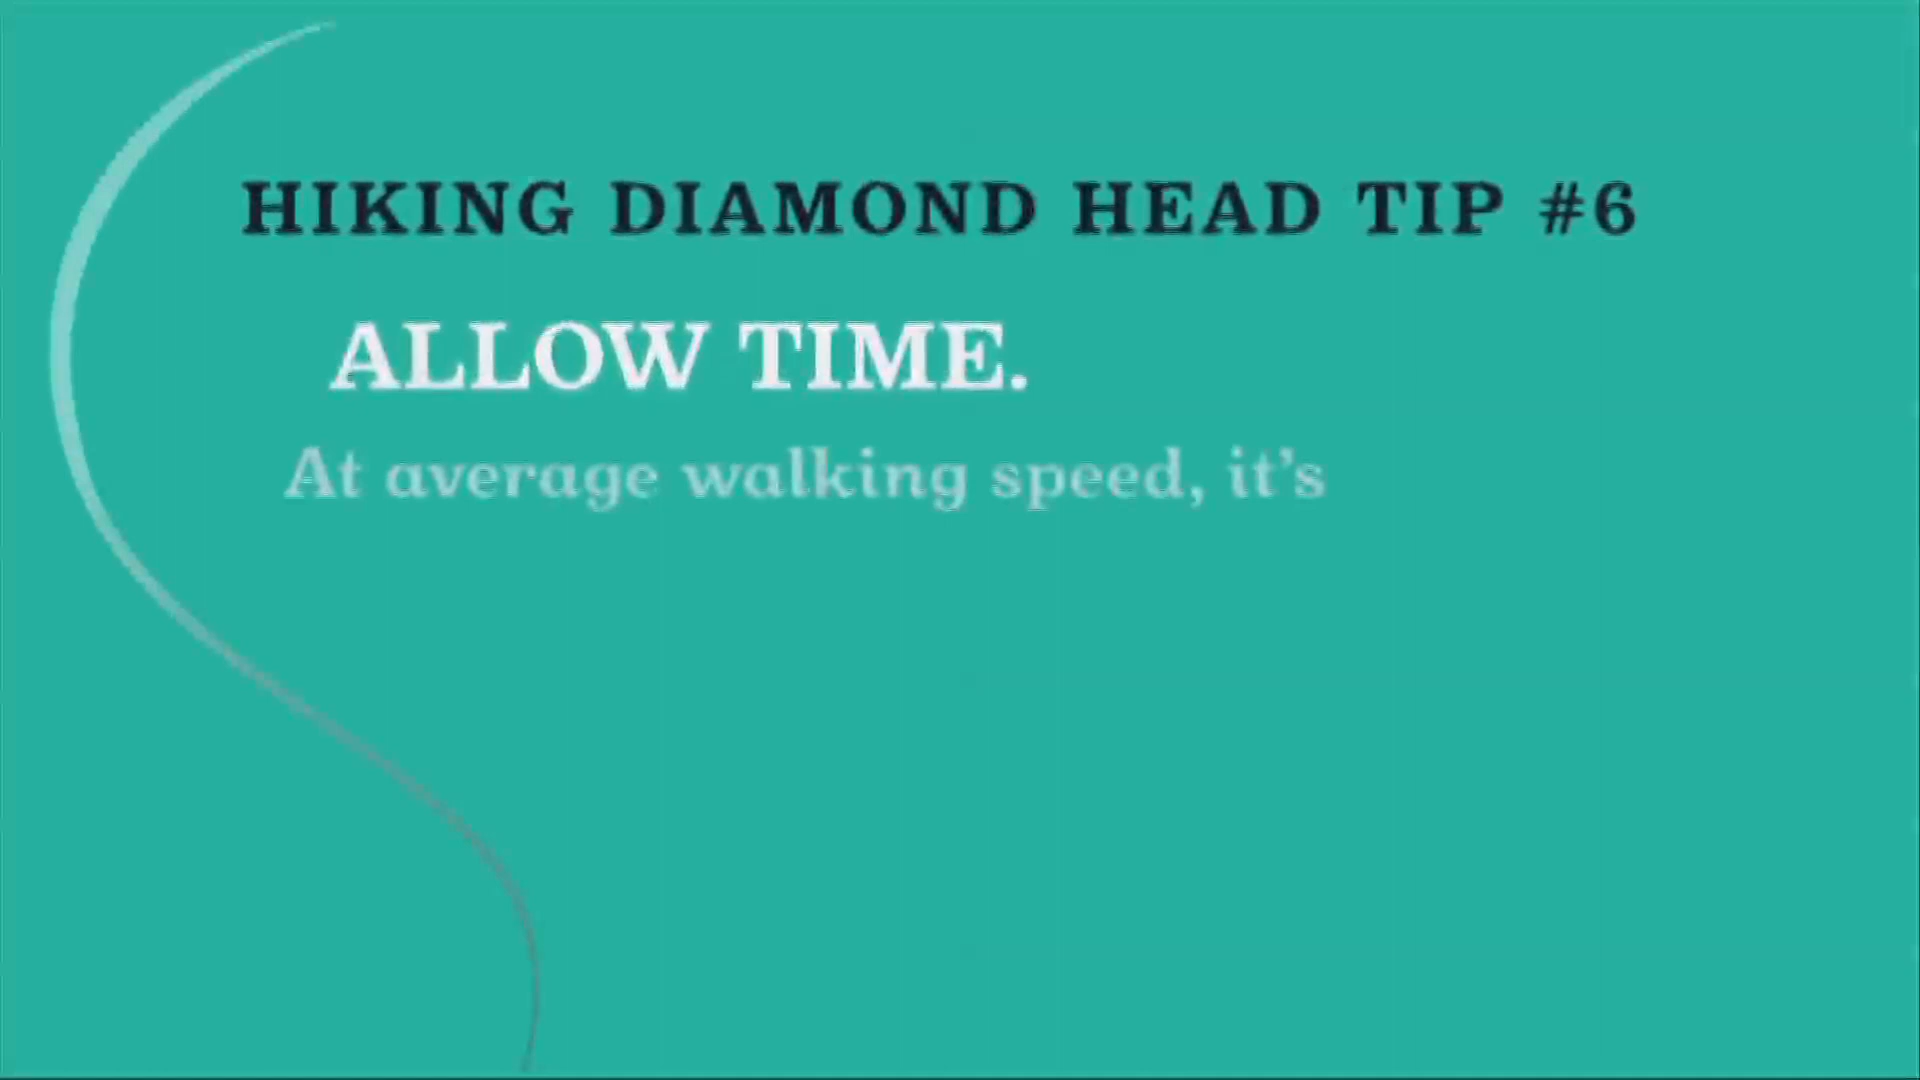 HIKING DIAMOND HEAD TIP #6
ALLOW TIME.
At average walking speed, it’s